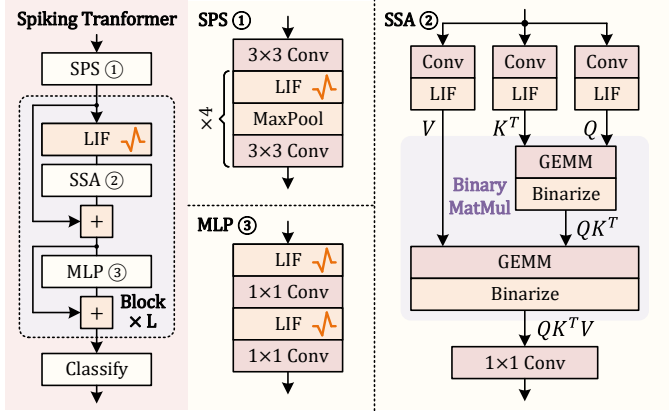 Spiking Tranformer
SPS ①
LIF
SSA ②
+
MLP ③
+
Block
× L
Classify
SPS ①
3×3 Conv
LIF
MaxPool
3×3 Conv
×4
MLP ③
LIF
1×1 Conv
LIF
1×1 Conv
SSA ②
Conv Conv Conv
LIF LIF LIF
V K^T Q
GEMM
Binarize
Binary
MatMul
QK^T
GEMM
Binarize
QK^TV
1×1 Conv